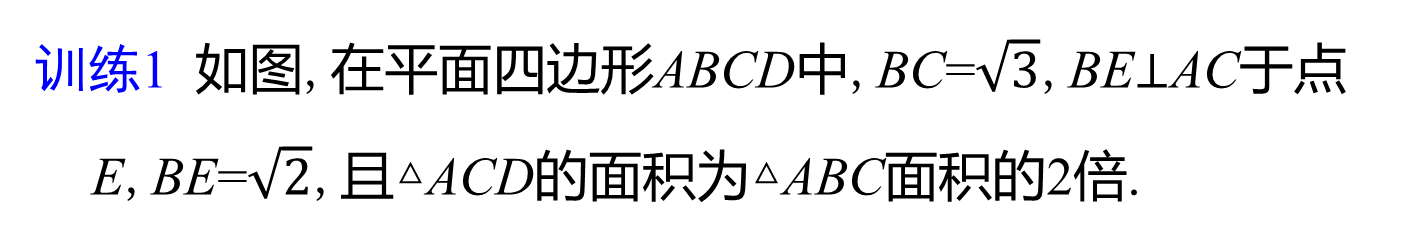 训练1 如图, 在平面四边形ABCD中, BC=√3, BE⊥AC于点
E, BE=√2, 且△ACD的面积为△ABC面积的2倍.